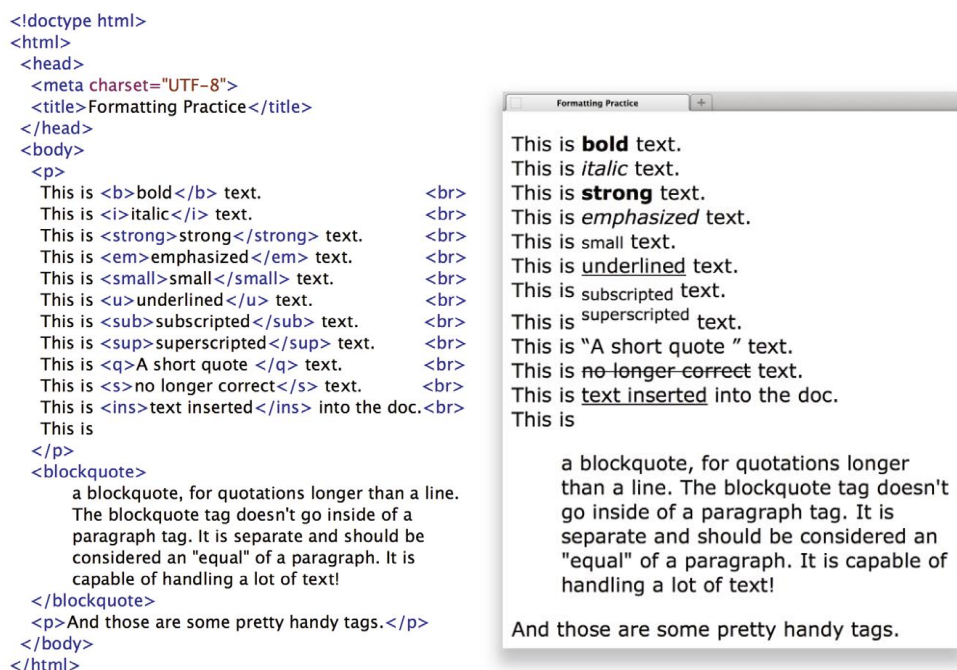 <!doctype html>
<html>
<head>
<meta charset="UTF-8">
<title>Formatting Practice</title>
</head>
<body>
<p>
This is <b>bold</b> text. <br>
This is <i>italic</i> text. <br>
This is <strong>strong</strong> text. <br>
This is <em>emphasized</em> text. <br>
This is <small>small</small> text. <br>
This is <u>underlined</u> text. <br>
This is <sub>subscripted</sub> text. <br>
This is <sup>superscripted</sup> text. <br>
This is <q>A short quote </q> text. <br>
This is <s>no longer correct</s> text. <br>
This is <ins>text inserted</ins> into the doc.<br>
This is
</p>
<blockquote>
a blockquote, for quotations longer than a line.
The blockquote tag doesn't go inside of a
paragraph tag. It is separate and should be
considered an "equal" of a paragraph. It is
capable of handling a lot of text!
</blockquote>
<p>And those are some pretty handy tags.</p>
</body>
</html>
Formatting Practice +
This is bold text.
This is italic text.
This is strong text.
This is emphasized text.
This is small text.
This is underlined text.
This is subscripted text.
This is superscripted text.
This is “A short quote ” text.
This is no longer correct text.
This is text inserted into the doc.
This is
a blockquote, for quotations longer
than a line. The blockquote tag doesn't
go inside of a paragraph tag. It is
separate and should be considered an
"equal" of a paragraph. It is capable of
handling a lot of text!
And those are some pretty handy tags.